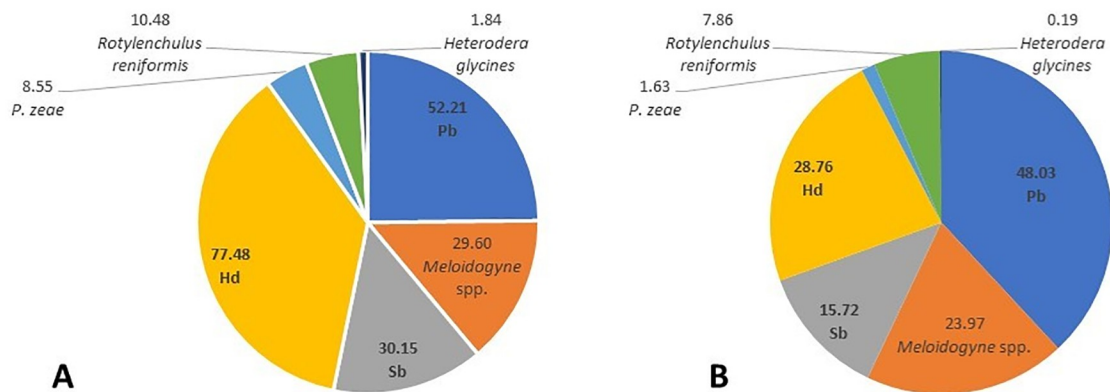 10.48
Rotylenchulus
reniformis
1.84
Heterodera
glycines
8.55
P. zeae
52.21
Pb
29.60
Meloidogyne
spp.
30.15
Sb
77.48
Hd
A
7.86
Rotylenchulus
reniformis
0.19
Heterodera
glycines
1.63
P. zeae
48.03
Pb
23.97
Meloidogyne spp.
15.72
Sb
28.76
Hd
B